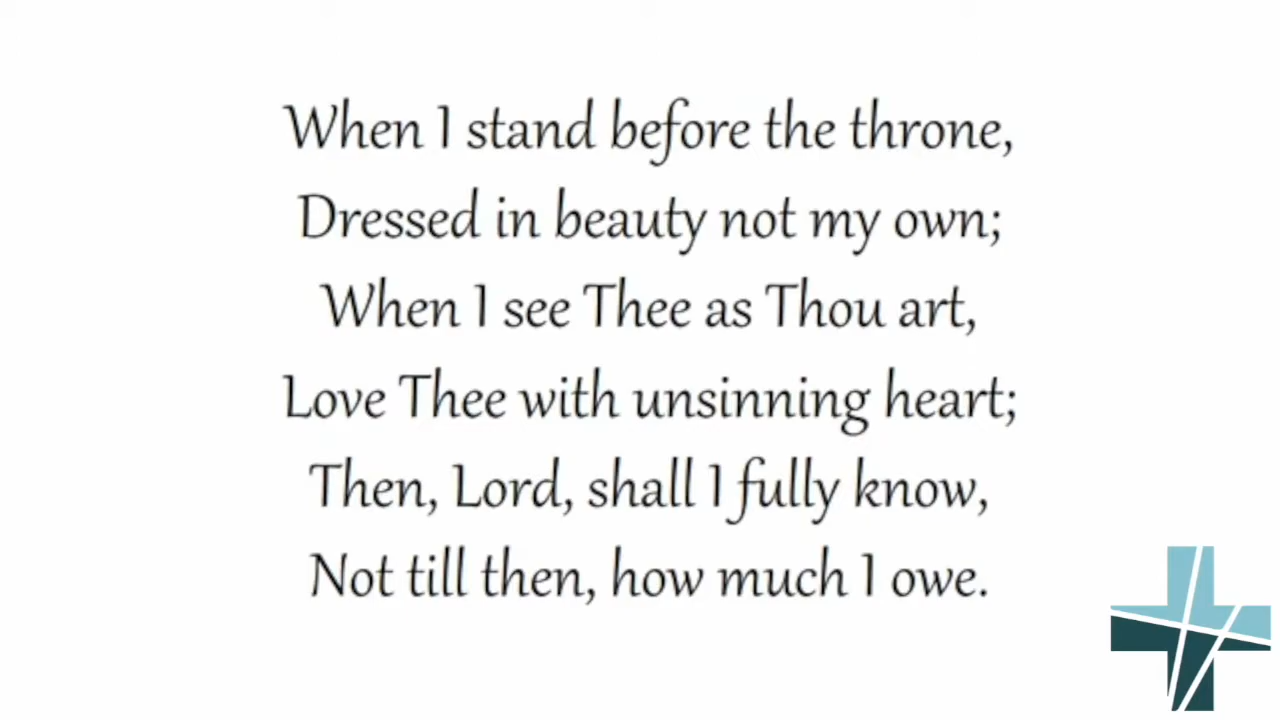 When I stand before the throne,
Dressed in beauty not my own;
When I see Thee as Thou art,
Love Thee with unsinning heart;
Then, Lord, shall I fully know,
Not till then, how much I owe.